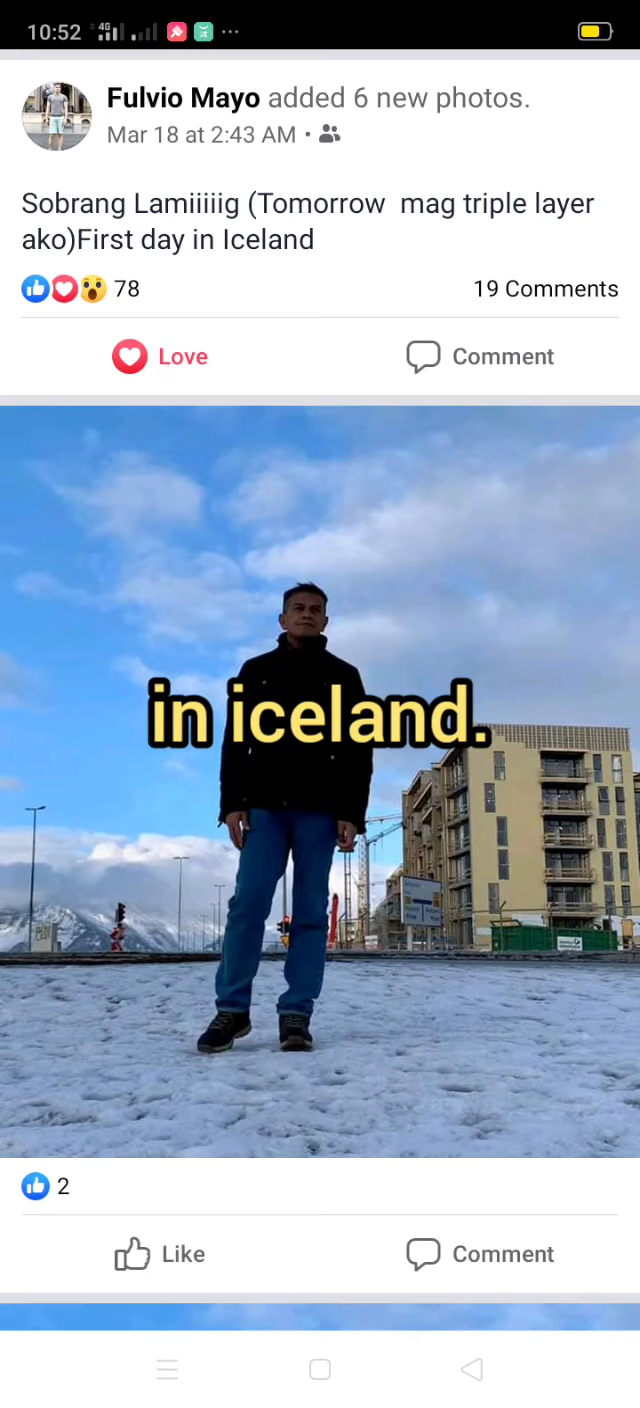 10:52 4G
Fulvio Mayo added 6 new photos.
Mar 18 at 2:43 AM •
Sobrang Lamiiiiig (Tomorrow mag triple layer
ako)First day in Iceland
78 19 Comments
Love Comment
in iceland.
2
Like Comment